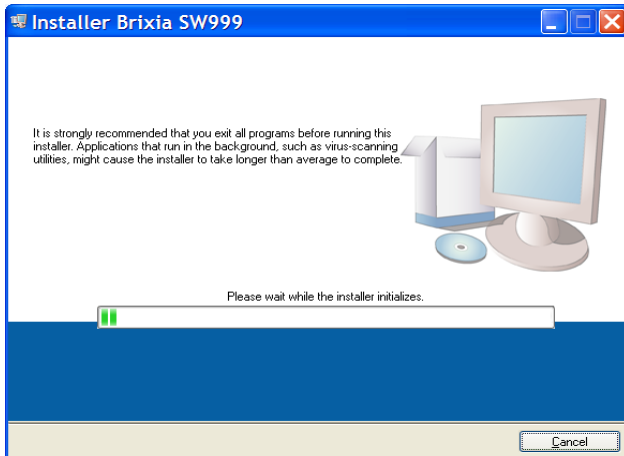 Installer Brixia SW999
It is strongly recommended that you exit all programs before running this
installer. Applications that run in the background, such as virus-scanning
utilities, might cause the installer to take longer than average to complete.
Please wait while the installer initializes.
Cancel